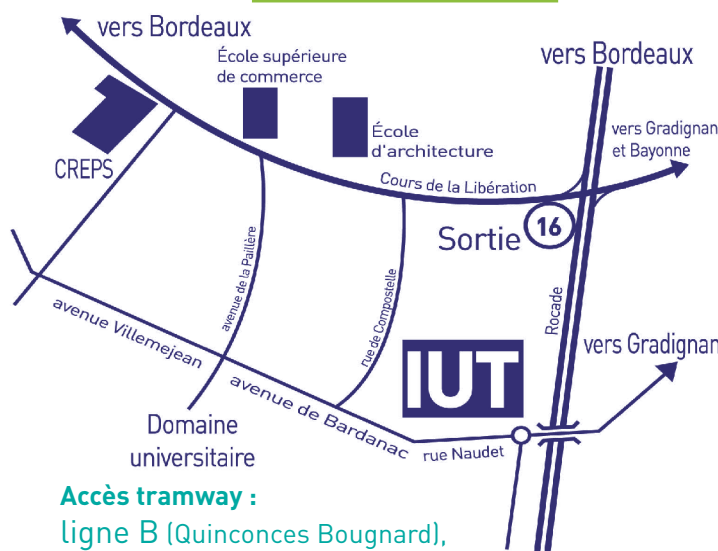 vers Bordeaux
École supérieure
de commerce
vers Bordeaux
École
d'architecture
vers Gradignan
et Bayonne
CREPS
Cours de la Libération
Sortie 16
avenue de la Paillère
rue de Compostelle
Rocade
avenue Villemejean
IUT
vers Gradignan
avenue de Bardanac
rue Naudet
Domaine
universitaire
Accès tramway :
ligne B (Quinconces Bougnard),